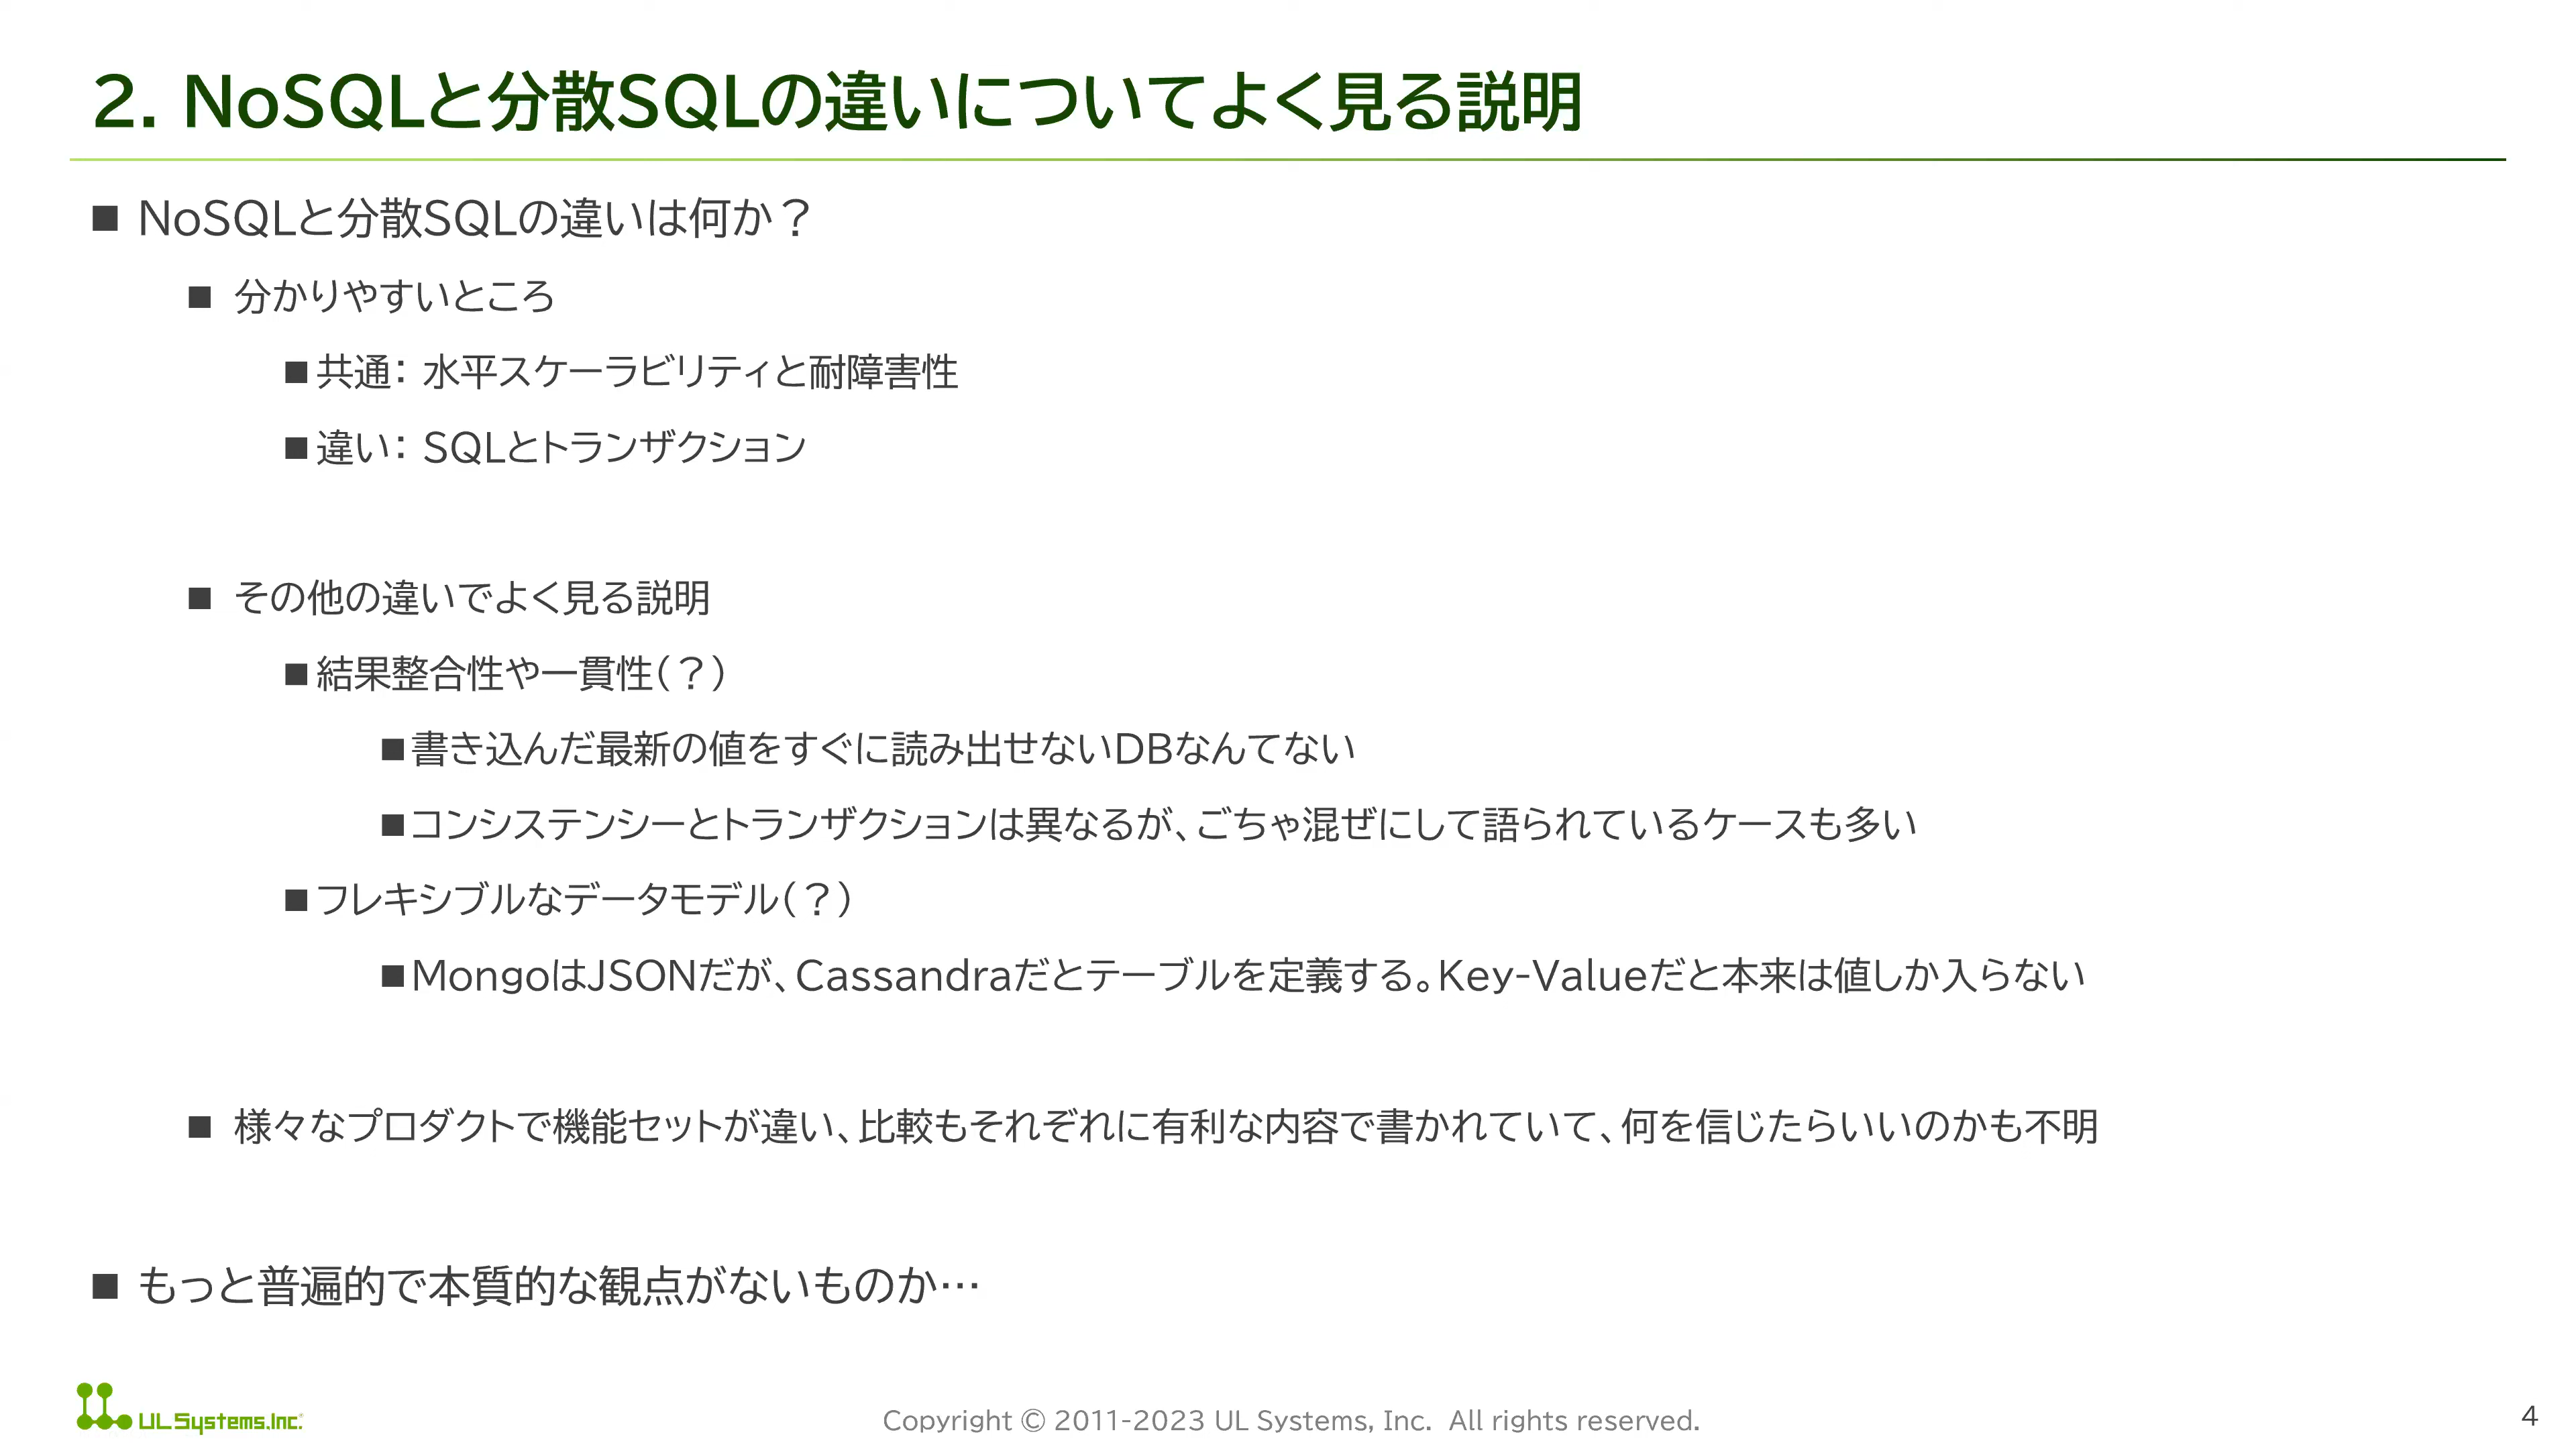 2. NoSQLと分散SQLの違いについてよく見る説明
■ NoSQLと分散SQLの違いは何か？
■ 分かりやすいところ
■ 共通： 水平スケーラビリティと耐障害性
■ 違い： SQLとトランザクション
■ その他の違いでよく見る説明
■ 結果整合性や一貫性（？）
■ 書き込んだ最新の値をすぐに読み出せないDBなんてない
■ コンシステンシーとトランザクションは異なるが、ごちゃ混ぜにして語られているケースも多い
■ フレキシブルなデータモデル（？）
■ MongoはJSONだが、Cassandraだとテーブルを定義する。Key-Valueだと本来は値しか入らない
■ 様々なプロダクトで機能セットが違い、比較もそれぞれに有利な内容で書かれていて、何を信じたらいいのかも不明
■ もっと普遍的で本質的な観点がないものか…
UL Systems,Inc.
Copyright © 2011-2023 UL Systems, Inc. All rights reserved.
4